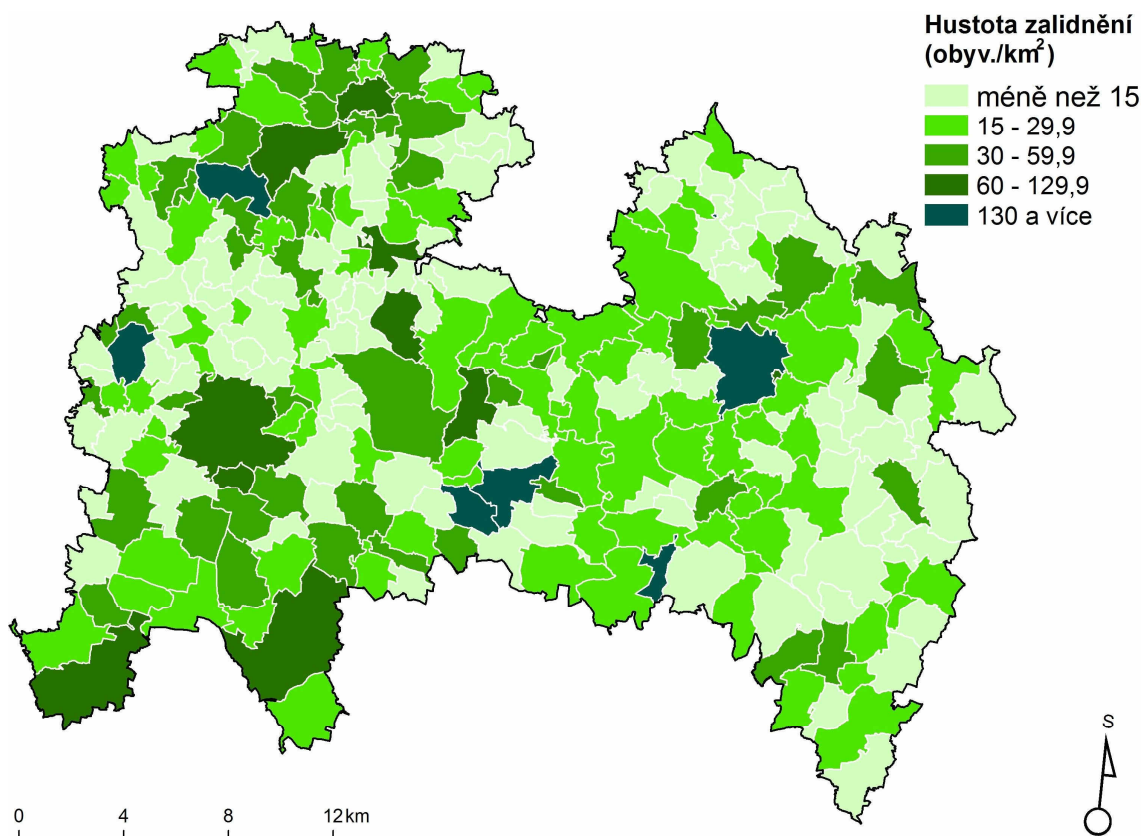 Hustota zalidnění
(obyv./km²)
méně než 15
15 - 29,9
30 - 59,9
60 - 129,9
130 a více
S
0 4 8 12 km